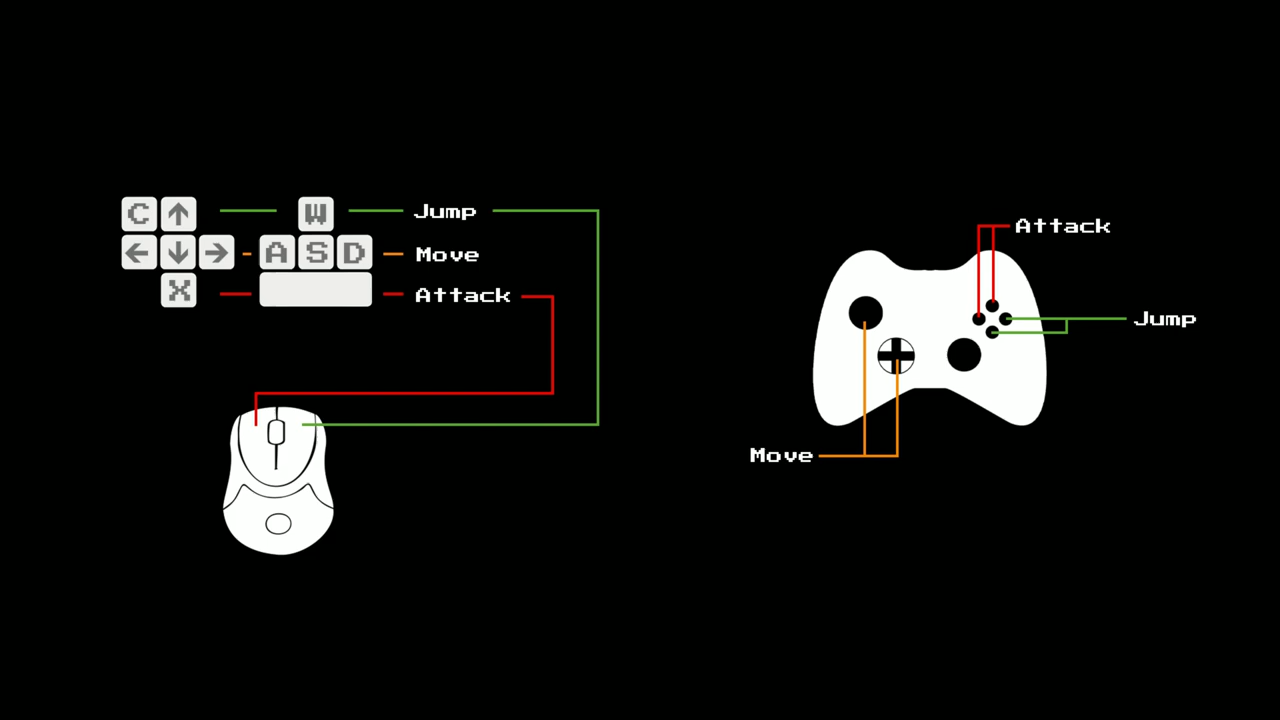 C ↑ W Jump
← ↓ → A S D Move
X Attack
Attack
Jump
Move